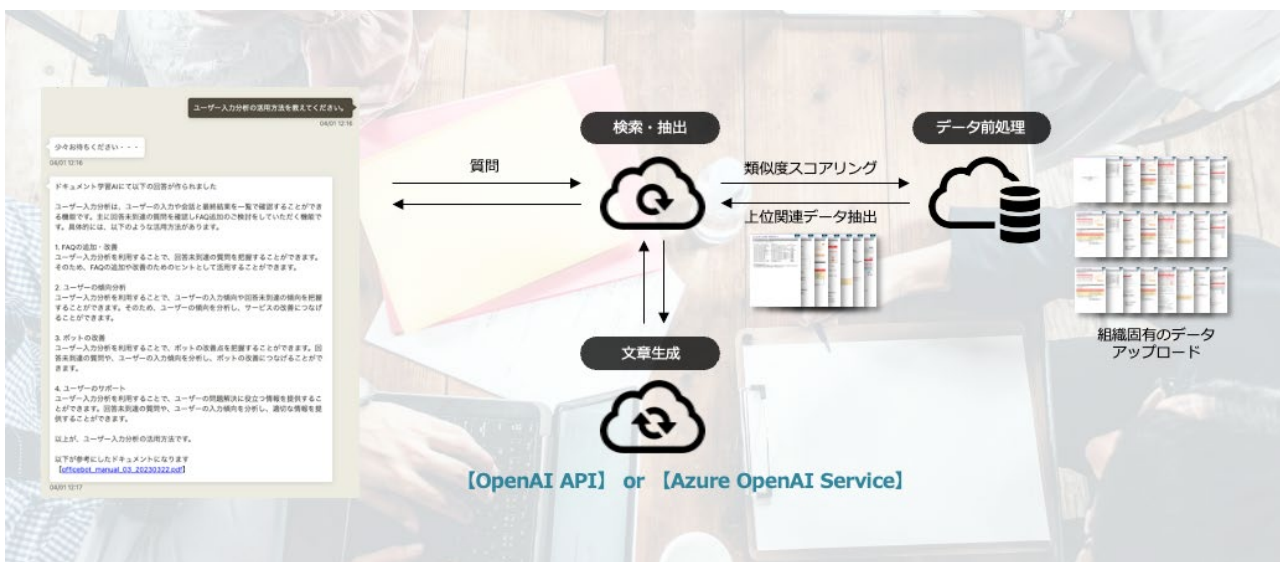 ユーザー入力分析の活用方法を教えてください。
04/01 12:16
少々お待ちください・・・
04/01 12:16
ドキュメント学習AIにて以下の回答が作られました
ユーザー入力分析は、ユーザーの入力や会話と最終結果を一覧で確認することができ
る機能です。主に回答未到達の質問を確認しFAQ追加のご検討をしていただく機能で
す。具体的には、以下のような活用方法があります。
1. FAQの追加・改善
ユーザー入力分析を利用することで、回答未到達の質問を把握することができます。
そのため、FAQの追加や改善のためのヒントとして活用することができます。
2. ユーザーの傾向分析
ユーザー入力分析を利用することで、ユーザーの入力傾向や回答未到達の傾向を把握
することができます。そのため、ユーザーの傾向を分析し、サービスの改善につなげ
ることができます。
3. ボットの改善
ユーザー入力分析を利用することで、ボットの改善点を把握することができます。回
答未到達の質問や、ユーザーの入力傾向を分析し、ボットの改善につなげることがで
きます。
4. ユーザーのサポート
ユーザー入力分析を利用することで、ユーザーの問題解決に役立つ情報を提供するこ
とができます。回答未到達の質問や、ユーザーの入力傾向を分析し、適切な情報を提
供することができます。
以上が、ユーザー入力分析の活用方法です。
以下が参考にしたドキュメントになります
【officebot_manual_03_20230322.pdf】
04/01 12:17
質問
検索・抽出
類似度スコアリング
上位関連データ抽出
データ前処理
組織固有のデータ
アップロード
文章生成
【OpenAI API】 or 【Azure OpenAI Service】